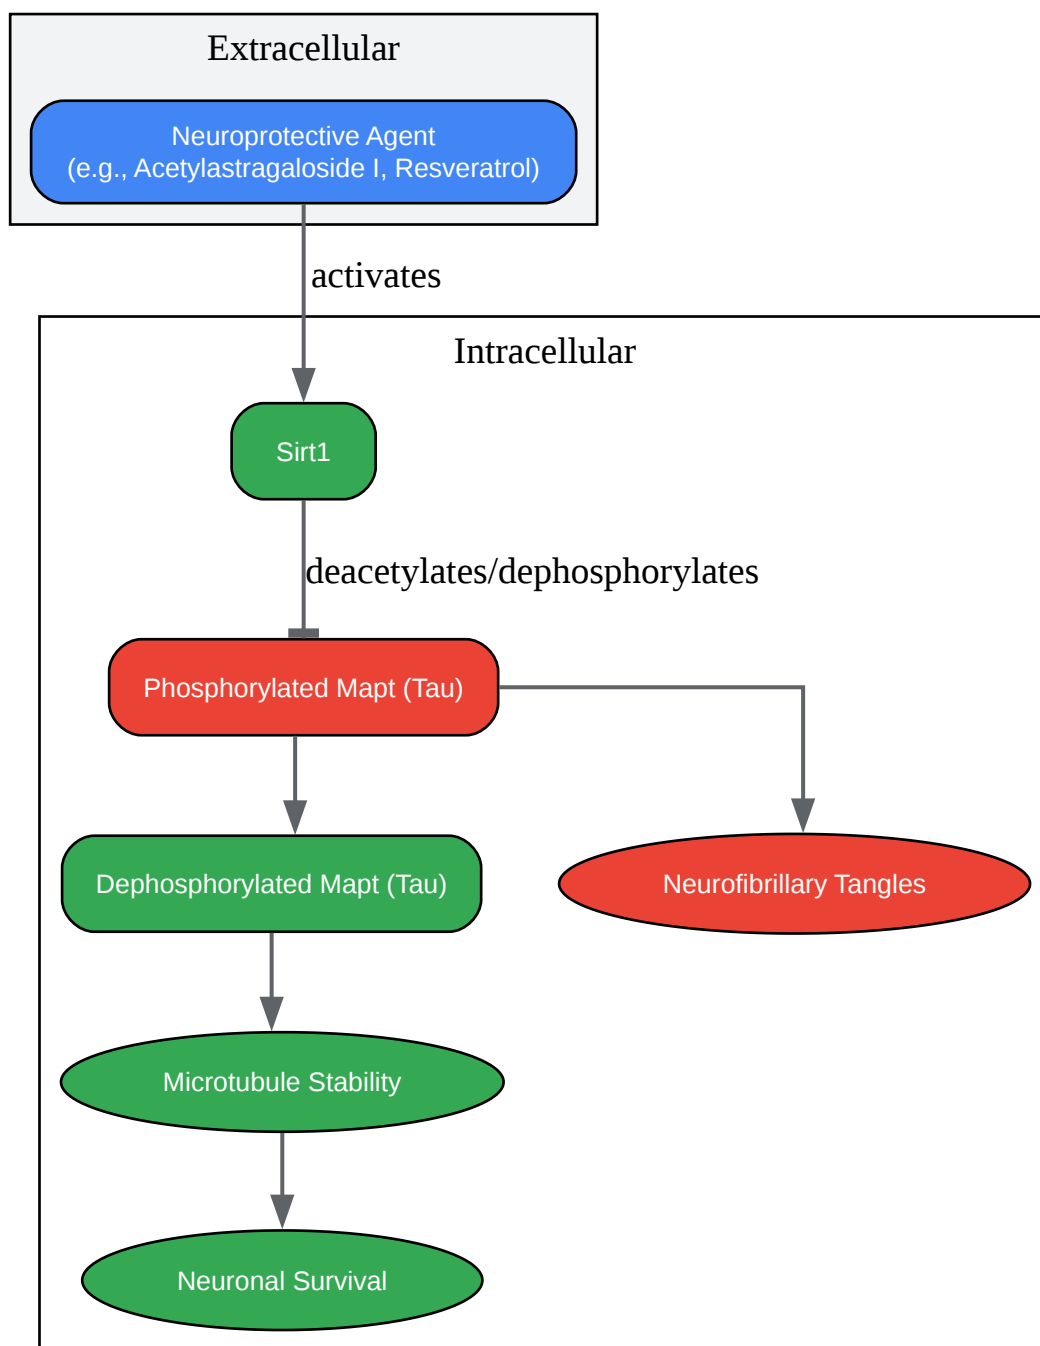 Extracellular
Neuroprotective Agent
(e.g., Acetylastragaloside I, Resveratrol)
activates
Intracellular
Sirt1
deacetylates/dephosphorylates
Phosphorylated Mapt (Tau)
Dephosphorylated Mapt (Tau)
Neurofibrillary Tangles
Microtubule Stability
Neuronal Survival